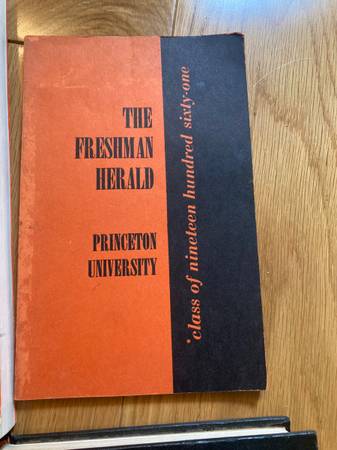 THE
FRESHMAN
HERALD
PRINCETON
UNIVERSITY
*class of nineteen hundred sixty-one